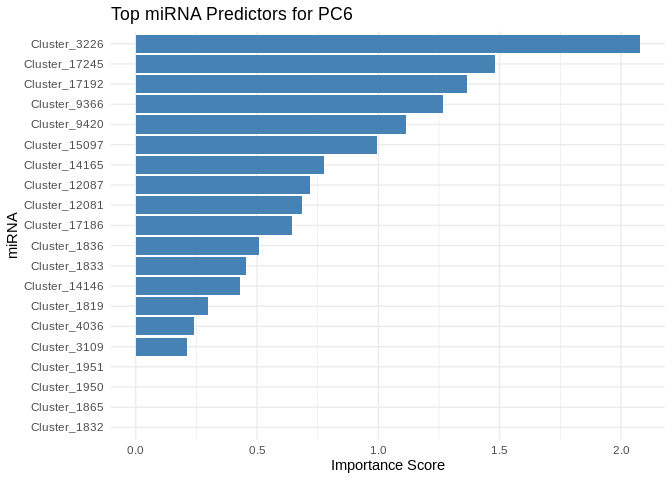 Top miRNA Predictors for PC6
miRNA
Cluster_3226
Cluster_17245
Cluster_17192
Cluster_9366
Cluster_9420
Cluster_15097
Cluster_14165
Cluster_12087
Cluster_12081
Cluster_17186
Cluster_1836
Cluster_1833
Cluster_14146
Cluster_1819
Cluster_4036
Cluster_3109
Cluster_1951
Cluster_1950
Cluster_1865
Cluster_1832
0.0 0.5 1.0 1.5 2.0
Importance Score